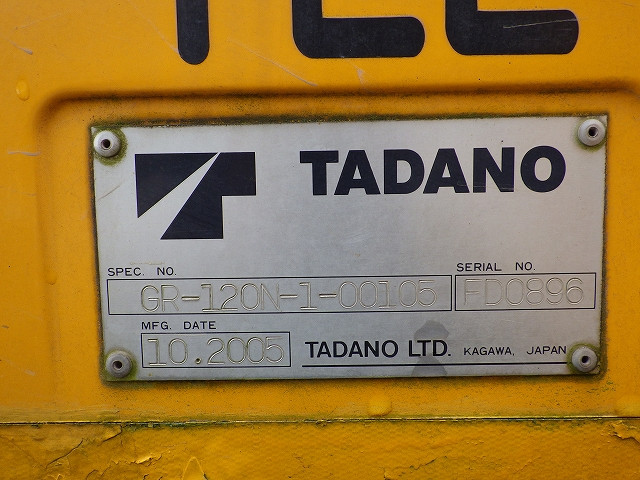 TADANO
SPEC. NO. SERIAL NO.
GR-120N-1-00105 FD0896
MFG. DATE
10.2005 TADANO LTD. KAGAWA, JAPAN